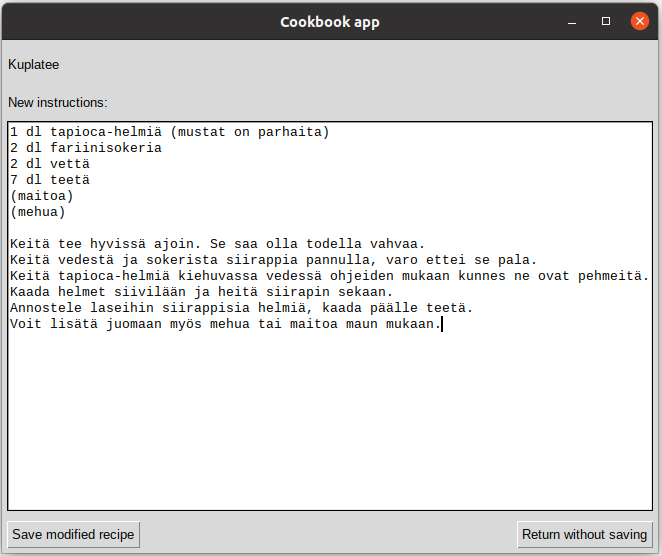 Cookbook app
Kuplatee
New instructions:
1 dl tapioca-helmiä (mustat on parhaita)
2 dl fariinisokeria
2 dl vettä
7 dl teetä
(maitoa)
(mehua)
Keitä tee hyvissä ajoin. Se saa olla todella vahvaa.
Keitä vedestä ja sokerista siirappia pannulla, varo ettei se pala.
Keitä tapioca-helmiä kiehuvassa vedessä ohjeiden mukaan kunnes ne ovat pehmeitä.
Kaada helmet siivilään ja heitä siirapin sekaan.
Annostele laseihin siirappisia helmiä, kaada päälle teetä.
Voit lisätä juomaan myös mehua tai maitoa maun mukaan.
Save modified recipe
Return without saving